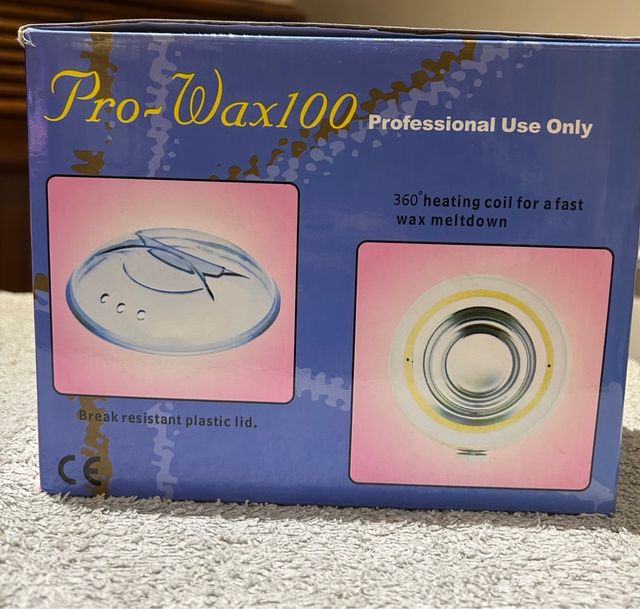 Pro-Wax100 Professional Use Only
360°heating coil for a fast
wax meltdown
Break resistant plastic lid.
CE